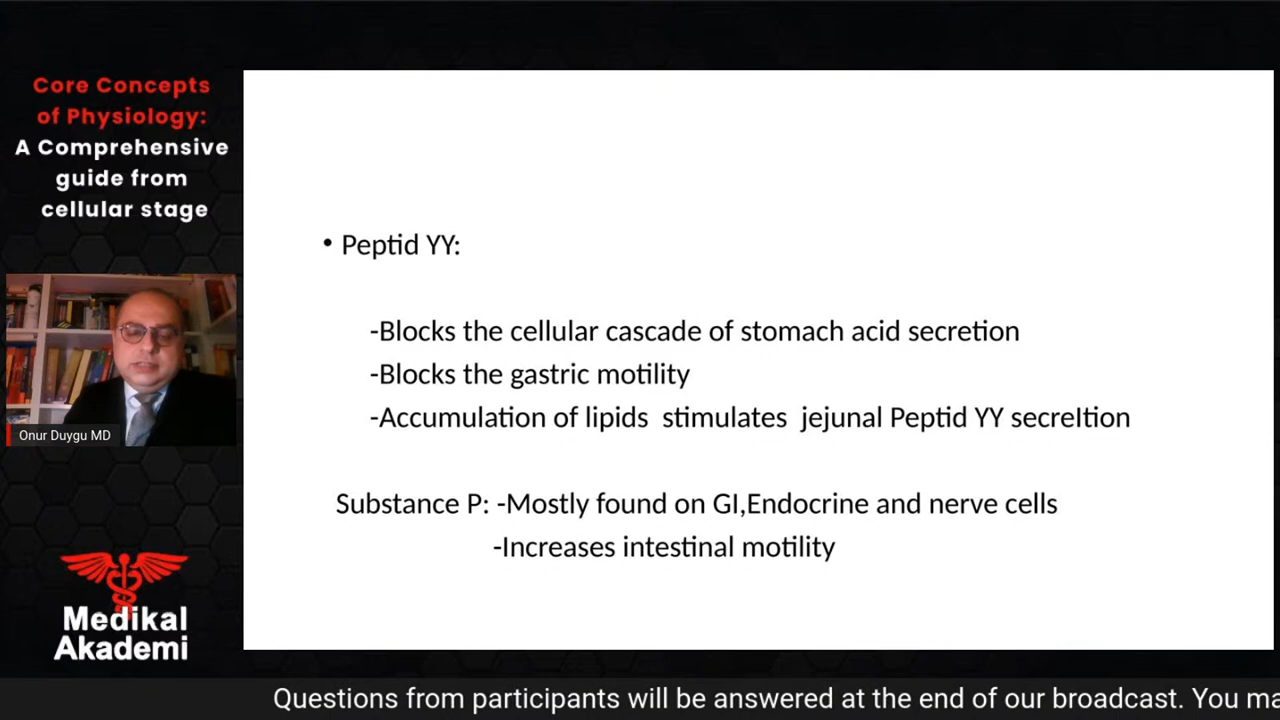 Core Concepts
of Physiology:
A Comprehensive
guide from
cellular stage
• Peptid YY:
-Blocks the cellular cascade of stomach acid secretion
-Blocks the gastric motility
-Accumulation of lipids stimulates jejunal Peptid YY secreItion
Substance P: -Mostly found on GI,Endocrine and nerve cells
-Increases intestinal motility
Onur Duygu MD
Medikal
Akademi
Questions from participants will be answered at the end of our broadcast. You ma